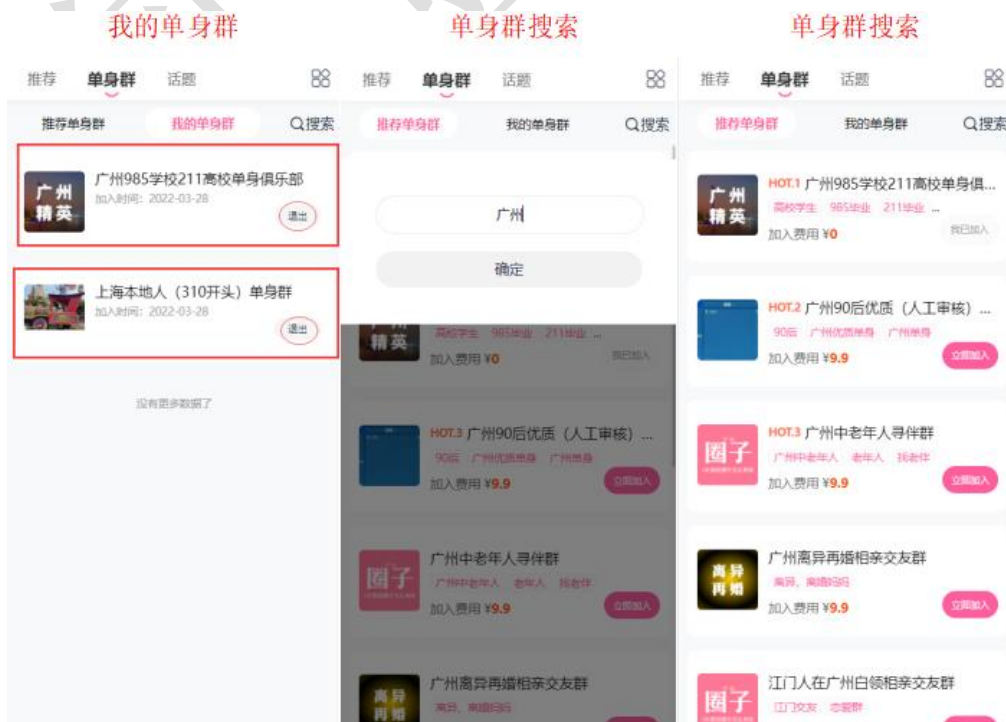 我的单身群
推荐 单身群 话题
推荐单身群 我的单身群 搜索
广州
精英
广州985学校211高校单身俱乐部
加入时间：2022-03-28
退出
上海本地人（310开头）单身群
加入时间：2022-03-28
退出
没有更多数据了
单身群搜索
推荐 单身群 话题
推荐单身群 我的单身群 搜索
广州
确定
精英
高校学生 985毕业 211毕业 ...
加入费用 ¥0
我已加入
HOT.3 广州90后优质（人工审核）...
90后 广州优质单身 广州单身
加入费用 ¥9.9
立即加入
圈子
广州中老年人寻伴群
广州中老年人 老年人 找老伴
加入费用 ¥9.9
立即加入
离异
再婚
广州离异再婚相亲交友群
离异，离婚妈妈
单身群搜索
推荐 单身群 话题
推荐单身群 我的单身群 搜索
广州
精英
HOT.1 广州985学校211高校单身俱...
高校学生 985毕业 211毕业 ...
加入费用 ¥0
我已加入
HOT.2 广州90后优质（人工审核）...
90后 广州优质单身 广州单身
加入费用 ¥9.9
立即加入
圈子
HOT.3 广州中老年人寻伴群
广州中老年人 老年人 找老伴
加入费用 ¥9.9
立即加入
离异
再婚
广州离异再婚相亲交友群
离异，离婚妈妈
加入费用 ¥9.9
立即加入
圈子
江门人在广州白领相亲交友群
江门交友 恋爱群